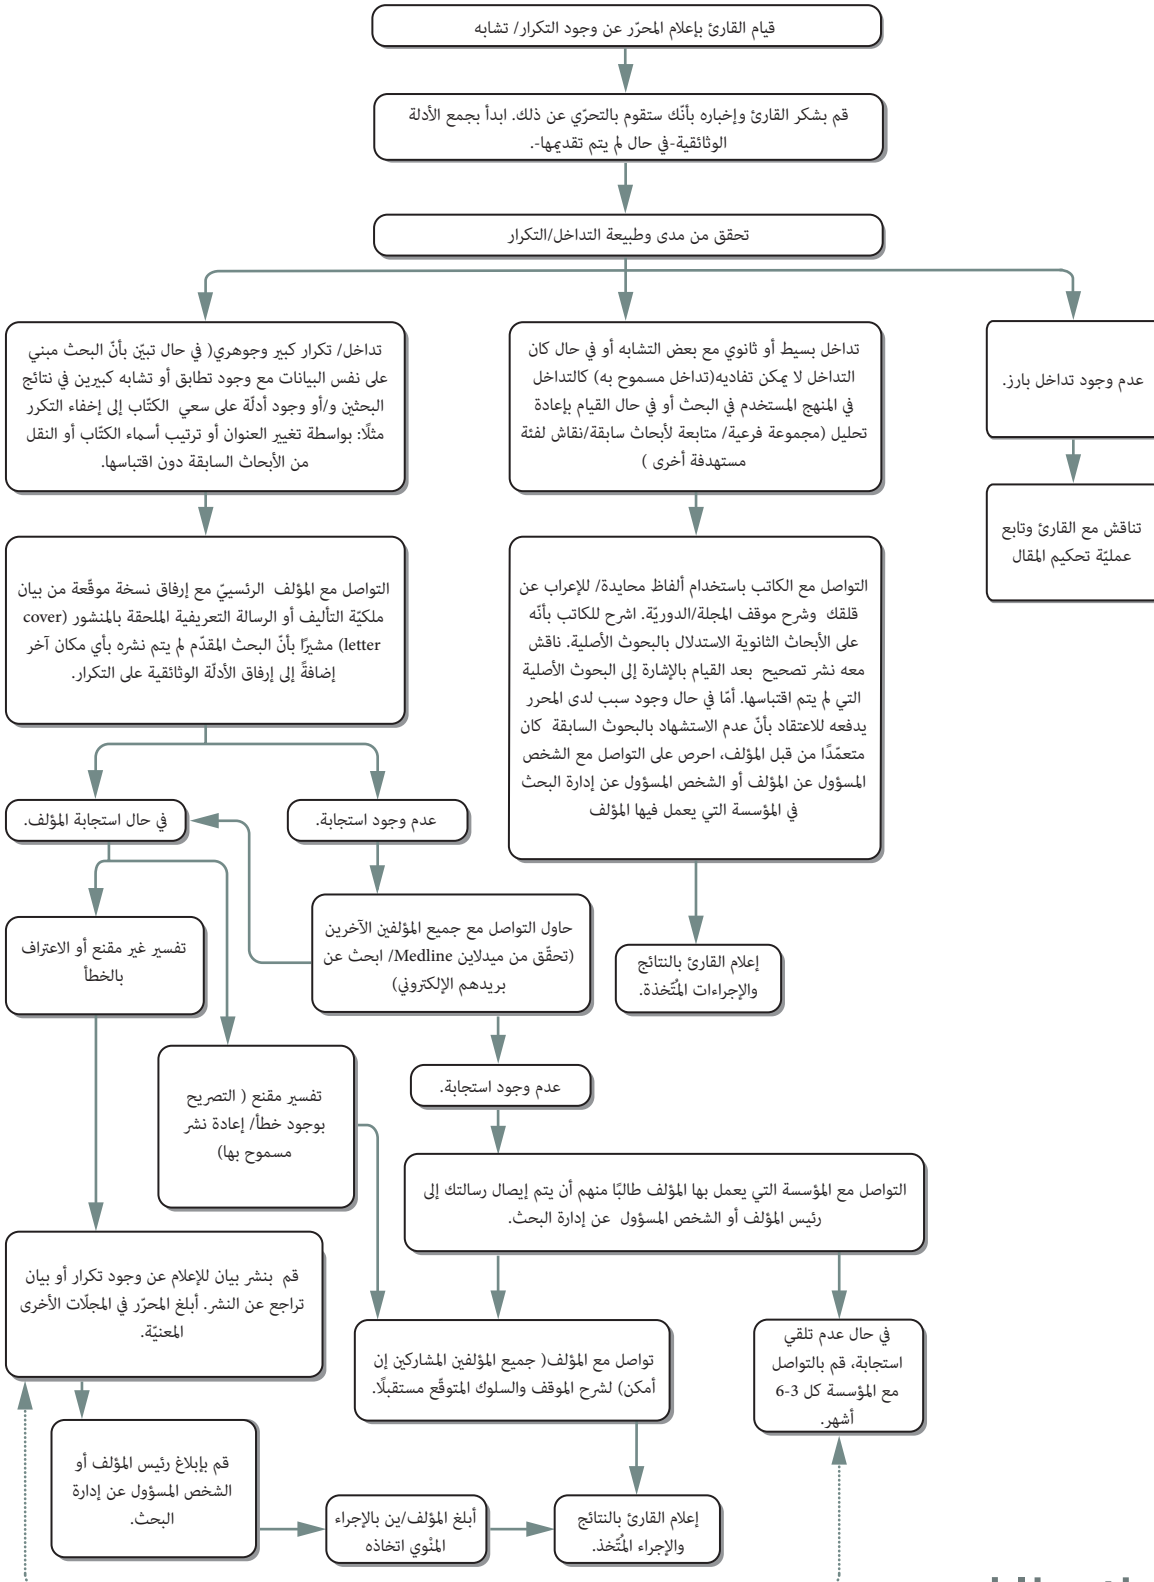 قيام القارئ بإعلام المحرّر عن وجود التكرار/ تشابه
قم بشكر القارئ وإخباره بأنّك ستقوم بالتحرّي عن ذلك. ابدأ بجمع الأدلة
الوثائقية-في حال لم يتم تقديمها-.
تحقق من مدى وطبيعة التداخل/التكرار
عدم وجود تداخل بارز.
تناقش مع القارئ وتابع
عمليّة تحكيم المقال
تداخل بسيط أو ثانوي مع بعض التشابه أو في حال كان
التداخل لا يمكن تفاديه(تداخل مسموح به) كالتداخل
في المنهج المستخدم في البحث أو في حال القيام بإعادة
تحليل (مجموعة فرعية/ متابعة لأبحاث سابقة/نقاش لفئة
مستهدفة أخرى )
التواصل مع الكاتب باستخدام ألفاظ محايدة/ للإعراب عن
قلقك وشرح موقف المجلة/الدوريّة. اشرح للكاتب بأنّه
على الأبحاث الثانوية الاستدلال بالبحوث الأصلية. ناقش
معه نشر تصحيح بعد القيام بالإشارة إلى البحوث الأصلية
التي لم يتم اقتباسها. أمّا في حال وجود سبب لدى المحرر
يدفعه للاعتقاد بأنّ عدم الاستشهاد بالبحوث السابقة كان
متعمّدًا من قبل المؤلف، احرص على التواصل مع الشخص
المسؤول عن المؤلف أو الشخص المسؤول عن إدارة البحث
في المؤسسة التي يعمل فيها المؤلف
إعلام القارئ بالنتائج
والإجراءات المُتّخذة.
تداخل/ تكرار كبير وجوهري( في حال تبيّن بأنّ البحث مبني
على نفس البيانات مع وجود تطابق أو تشابه كبيرين في نتائج
البحثين و/أو وجود أدلّة على سعي الكتّاب إلى إخفاء التكرر
مثلًا: بواسطة تغيير العنوان أو ترتيب أسماء الكتّاب أو النقل
من الأبحاث السابقة دون اقتباسها.
التواصل مع المؤلف الرئسييّ مع إرفاق نسخة موقّعة من بيان
ملكيّة التأليف أو الرسالة التعريفية الملحقة بالمنشور (cover
letter) مشيرًا بأنّ البحث المقدّم لم يتم نشره بأي مكان آخر
إضافةً إلى إرفاق الأدلّة الوثائقية على التكرار.
عدم وجود استجابة.
في حال استجابة المؤلف.
حاول التواصل مع جميع المؤلفين الآخرين
(تحقّق من ميدلاين Medline/ ابحث عن
بريدهم الإلكتروني)
تفسير غير مقنع أو الاعتراف
بالخطأ
تفسير مقنع ( التصريح
بوجود خطأ/ إعادة نشر
مسموح بها)
عدم وجود استجابة.
التواصل مع المؤسسة التي يعمل بها المؤلف طالبًا منهم أن يتم إيصال رسالتك إلى
رئيس المؤلف أو الشخص المسؤول عن إدارة البحث.
قم بنشر بيان للإعلام عن وجود تكرار أو بيان
تراجع عن النشر. أبلغ المحرّر في المجلّات الأخرى
المعنيّة.
في حال عدم تلقي
استجابة، قم بالتواصل
مع المؤسسة كل 3-6
أشهر.
تواصل مع المؤلف( جميع المؤلفين المشاركين إن
أمكن) لشرح الموقف والسلوك المتوقّع مستقبلًا.
قم بإبلاغ رئيس المؤلف أو
الشخص المسؤول عن إدارة
البحث.
أبلغ المؤلف/ين بالإجراء
المنْوي اتخاذه
إعلام القارئ بالنتائج
والإجراء المُتّخذ.